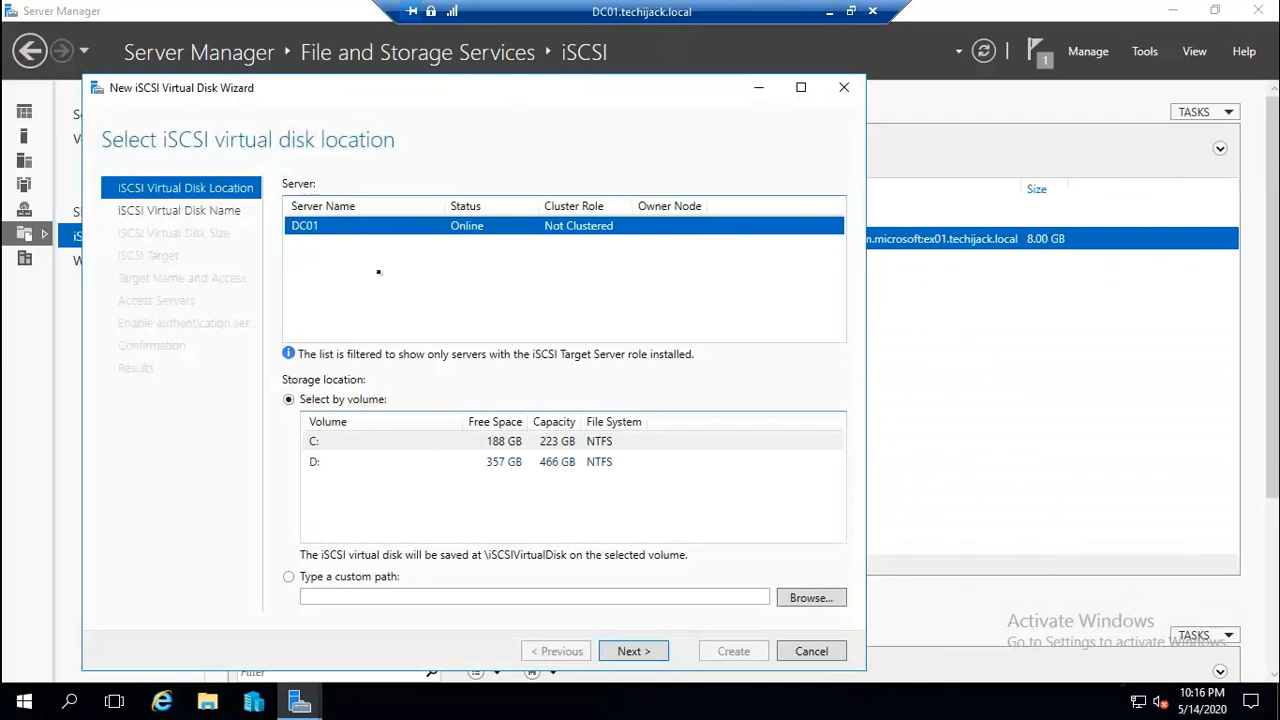 Server Manager
DC01.techijack.local
Server Manager
File and Storage Services
iSCSI
1
Manage
Tools
View
Help
New iSCSI Virtual Disk Wizard
TASKS
Select iSCSI virtual disk location
iSCSI Virtual Disk Location
iSCSI Virtual Disk Name
iSCSI Virtual Disk Size
iSCSI Target
Target Name and Access
Access Servers
Enable authentication ser...
Confirmation
Results
Server:
Server Name Status Cluster Role Owner Node
DC01 Online Not Clustered
The list is filtered to show only servers with the iSCSI Target Server role installed.
Storage location:
Select by volume:
Volume Free Space Capacity File System
C: 188 GB 223 GB NTFS
D: 357 GB 466 GB NTFS
The iSCSI virtual disk will be saved at \iSCSIVirtualDisk on the selected volume.
Type a custom path:
Browse...
< Previous
Next >
Create
Cancel
Size
n.microsoft:ex01.techijack.local 8.00 GB
Activate Windows
Go to Settings to activate Windows.
TASKS
Filter
10:16 PM
5/14/2020